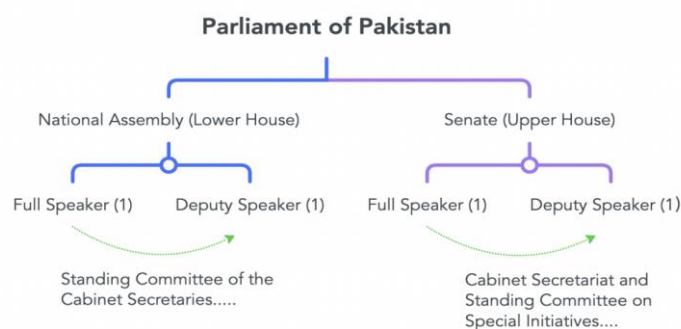 Parliament of Pakistan
National Assembly (Lower House)
Senate (Upper House)
Full Speaker (1)
Deputy Speaker (1)
Full Speaker (1)
Deputy Speaker (1)
Standing Committee of the
Cabinet Secretaries.....
Cabinet Secretariat and
Standing Committee on
Special Initiatives....